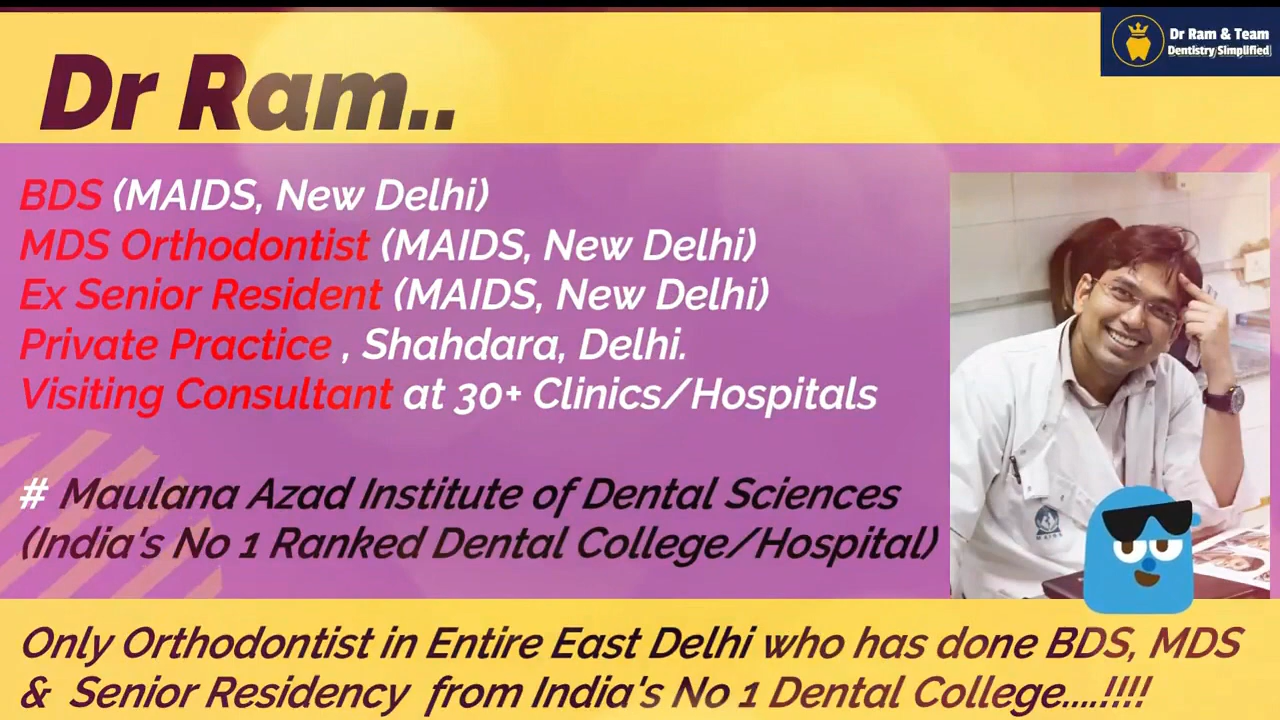 Dr Ram & Team
Dentistry Simplified
Dr Ram..
BDS (MAIDS, New Delhi)
MDS Orthodontist (MAIDS, New Delhi)
Ex Senior Resident (MAIDS, New Delhi)
Private Practice , Shahdara, Delhi.
Visiting Consultant at 30+ Clinics/Hospitals
# Maulana Azad Institute of Dental Sciences
(India's No 1 Ranked Dental College/Hospital)
MAIDS
Only Orthodontist in Entire East Delhi who has done BDS, MDS
& Senior Residency from India's No 1 Dental College....!!!!